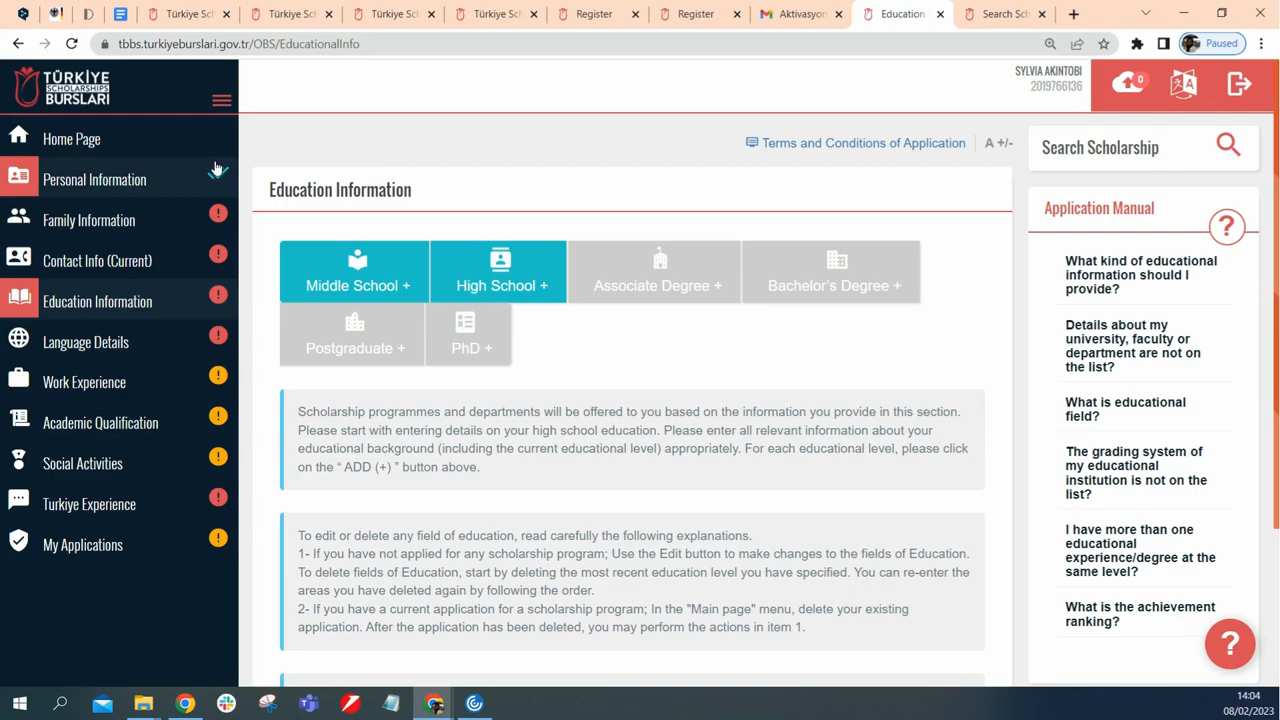 Türkiye Sch
Türkiye Sch
Türkiye Sch
Türkiye Sch
Register
Register
Aktivasyon
Education
Search Sch
tbbs.turkiyeburslari.gov.tr/OBS/EducationalInfo
Paused
TÜRKİYE
SCHOLARSHIPS
BURSLARI
SYLVIA AKINTOBI
2019766136
0
Home Page
Personal Information
Family Information
Contact Info (Current)
Education Information
Language Details
Work Experience
Academic Qualification
Social Activities
Turkiye Experience
My Applications
Terms and Conditions of Application
A +/-
Education Information
Middle School +
High School +
Associate Degree +
Bachelor's Degree +
Postgraduate +
PhD +
Scholarship programmes and departments will be offered to you based on the information you provide in this section.
Please start with entering details on your high school education. Please enter all relevant information about your
educational background (including the current educational level) appropriately. For each educational level, please click
on the “ ADD (+) ” button above.
To edit or delete any field of education, read carefully the following explanations.
1- If you have not applied for any scholarship program; Use the Edit button to make changes to the fields of Education.
To delete fields of Education, start by deleting the most recent education level you have specified. You can re-enter the
areas you have deleted again by following the order.
2- If you have a current application for a scholarship program; In the "Main page" menu, delete your existing
application. After the application has been deleted, you may perform the actions in item 1.
Search Scholarship
Application Manual
?
What kind of educational
information should I
provide?
Details about my
university, faculty or
department are not on
the list?
What is educational
field?
The grading system of
my educational
institution is not on the
list?
I have more than one
educational
experience/degree at the
same level?
What is the achievement
ranking?
?
14:04
08/02/2023